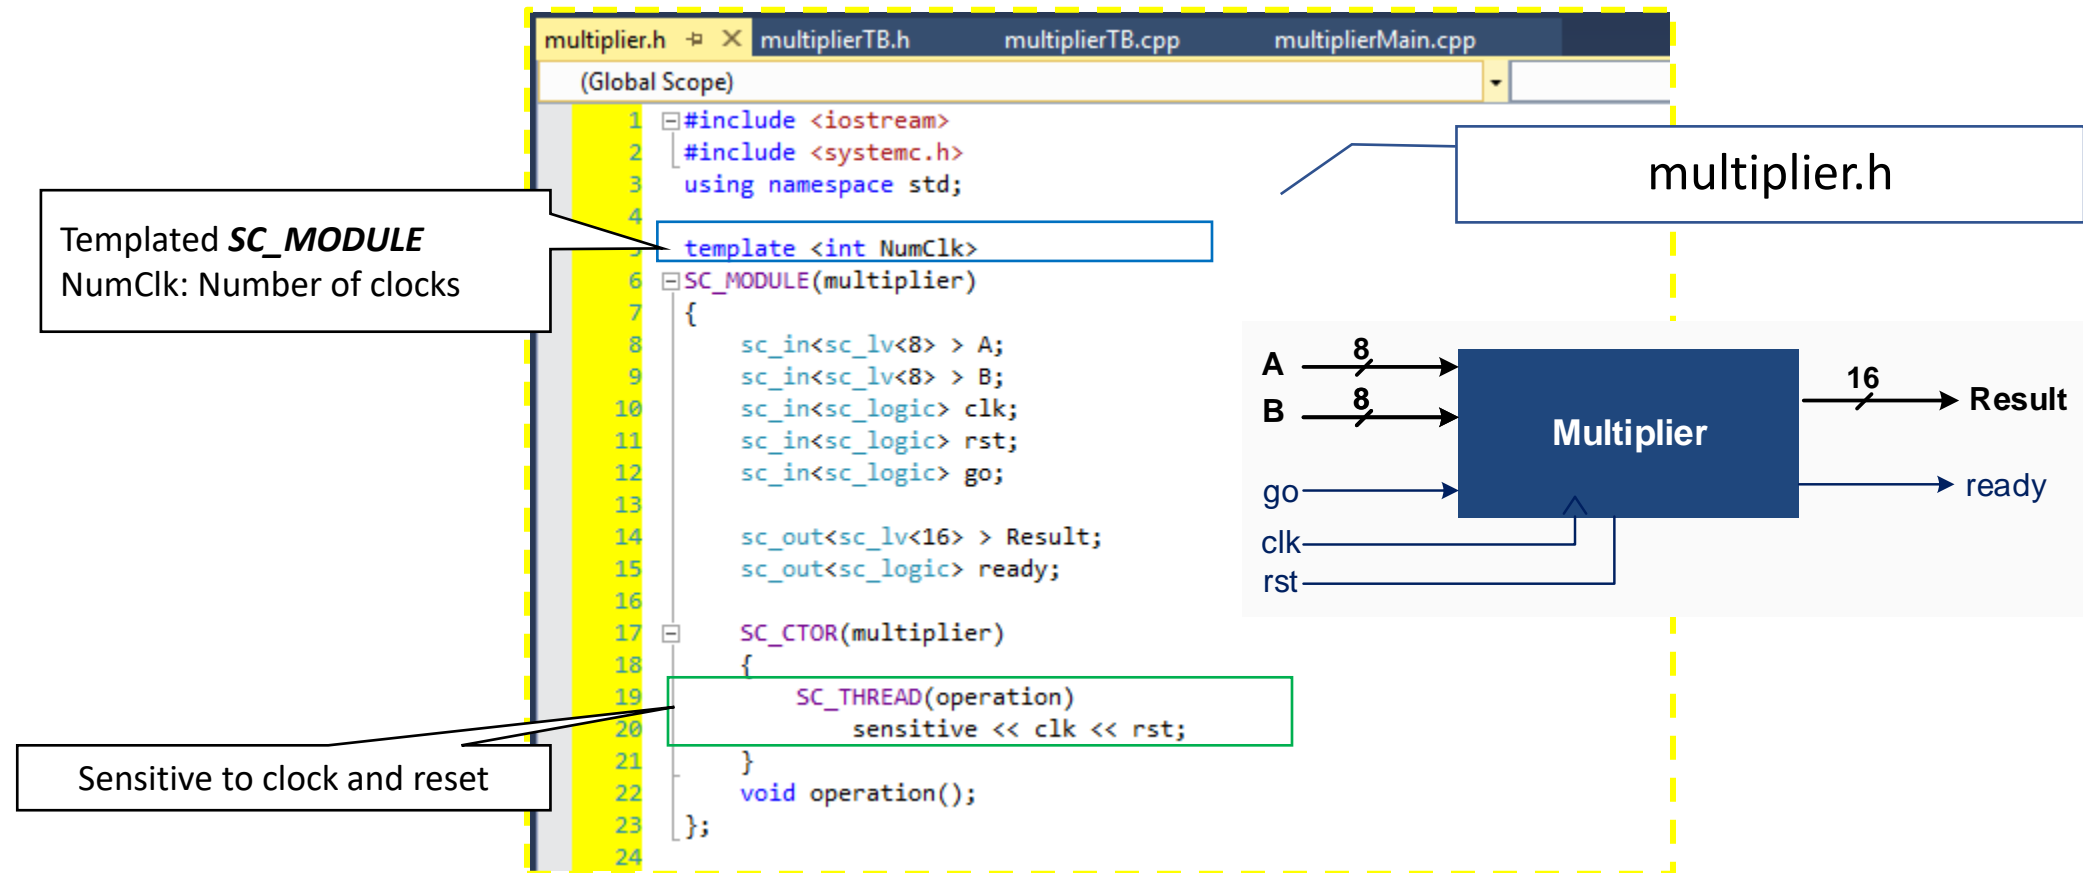 multiplier.h
multiplierTB.h
multiplierTB.cpp
multiplierMain.cpp
(Global Scope)
1 #include <iostream>
2 #include <systemc.h>
3 using namespace std;
4
5 template <int NumClk>
6 SC_MODULE(multiplier)
7 {
8 sc_in<sc_lv<8> > A;
9 sc_in<sc_lv<8> > B;
10 sc_in<sc_logic> clk;
11 sc_in<sc_logic> rst;
12 sc_in<sc_logic> go;
13
14 sc_out<sc_lv<16> > Result;
15 sc_out<sc_logic> ready;
16
17 SC_CTOR(multiplier)
18 {
19 SC_THREAD(operation)
20 sensitive << clk << rst;
21 }
22 void operation();
23 };
24
Templated SC_MODULE
NumClk: Number of clocks
Sensitive to clock and reset
multiplier.h
A
8
B
8
go
clk
rst
Multiplier
16
Result
ready